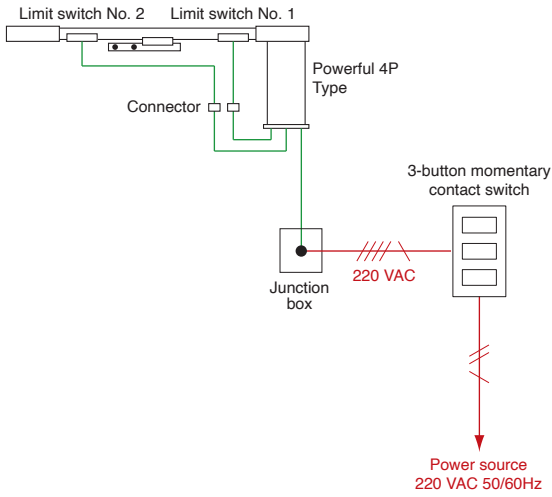 Limit switch No. 2
Limit switch No. 1
Powerful 4P
Type
Connector
3-button momentary
contact switch
220 VAC
Junction
box
Power source
220 VAC 50/60Hz